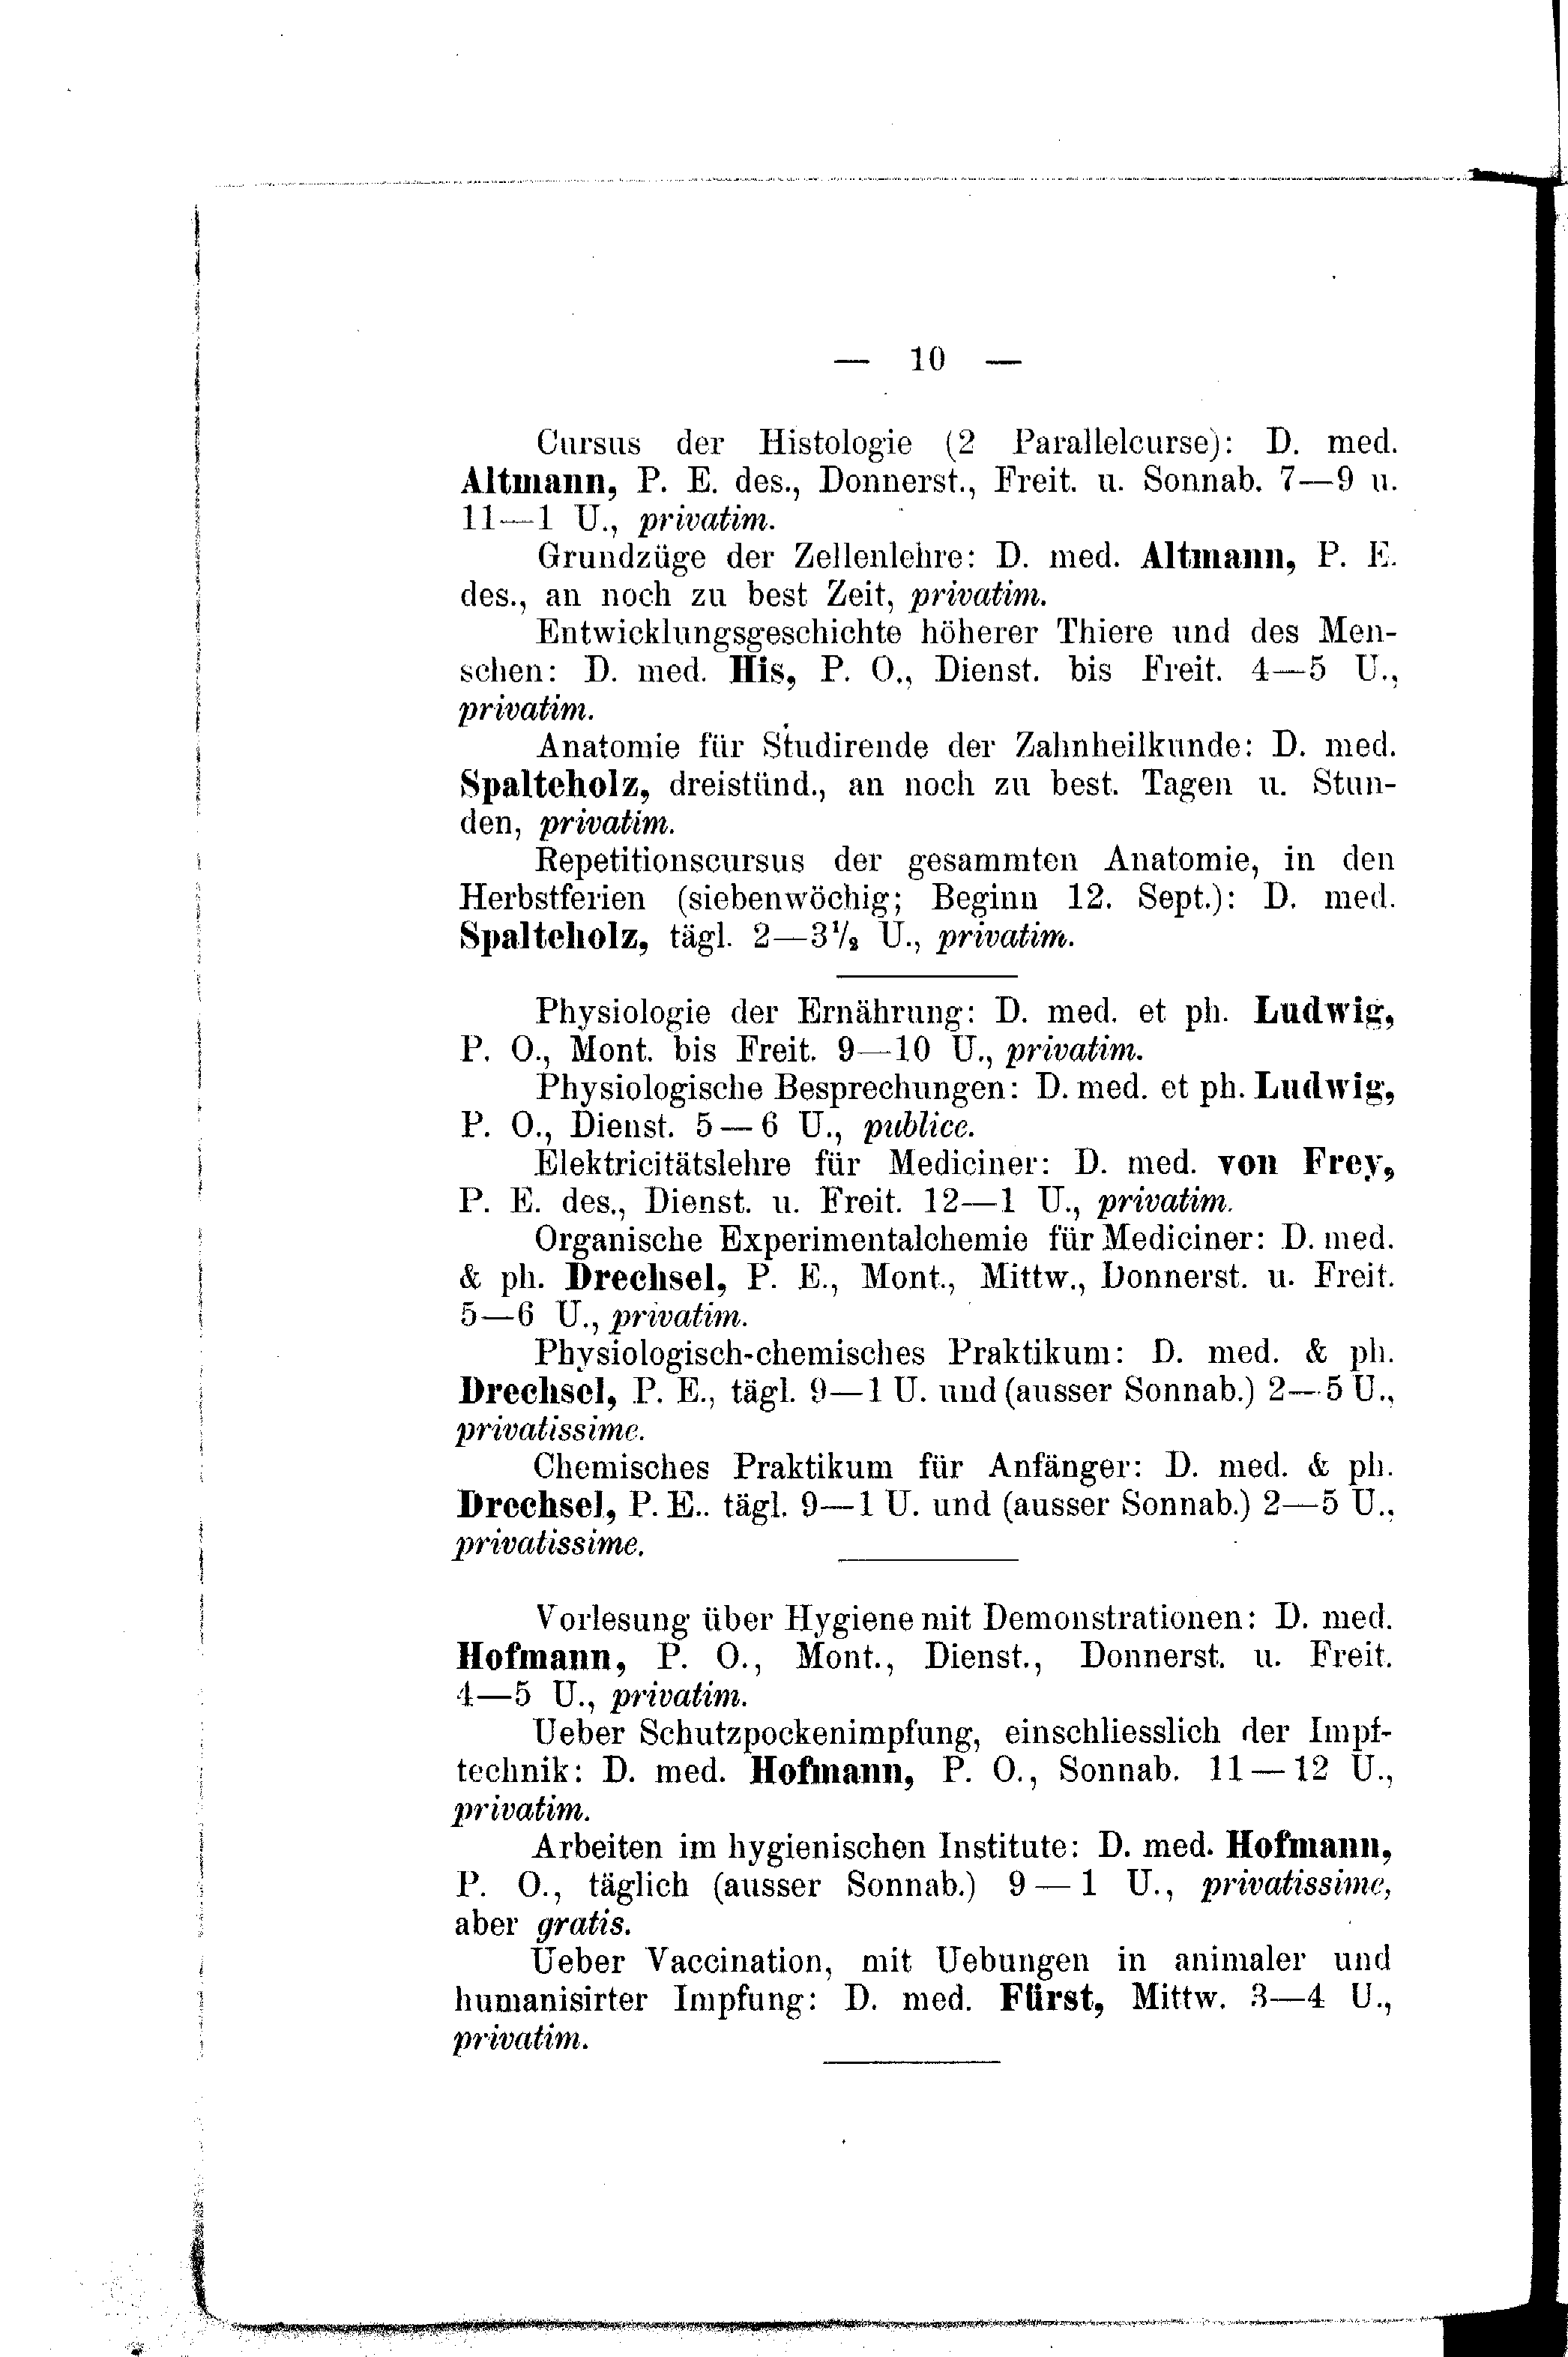 — 10 —
Cursus der Histologie (2 Parallelcurse): D. med.
Altmann, P. E. des., Donnerst., Freit. u. Sonnab. 7—9 u.
11—1 U., privatim.
Grundzüge der Zellenlehre: D. med. Altmann, P. E.
des., an noch zu best Zeit, privatim.
Entwicklungsgeschichte höherer Thiere und des Men-
schen: D. med. His, P. O., Dienst. bis Freit. 4—5 U.,
privatim.
Anatomie für Studirende der Zahnheilkunde: D. med.
Spalteholz, dreistünd., an noch zu best. Tagen u. Stun-
den, privatim.
Repetitionscursus der gesammten Anatomie, in den
Herbstferien (siebenwöchig; Beginn 12. Sept.): D. med.
Spalteholz, tägl. 2—3½ U., privatim.
Physiologie der Ernährung: D. med. et ph. Ludwig,
P. O., Mont. bis Freit. 9—10 U., privatim.
Physiologische Besprechungen: D. med. et ph. Ludwig,
P. O., Dienst. 5—6 U., publice.
Elektricitätslehre für Mediciner: D. med. von Frey,
P. E. des., Dienst. u. Freit. 12—1 U., privatim.
Organische Experimentalchemie für Mediciner: D. med.
& ph. Drechsel, P. E., Mont., Mittw., Donnerst. u. Freit.
5—6 U., privatim.
Physiologisch-chemisches Praktikum: D. med. & ph.
Drechsel, P. E., tägl. 9—1 U. und (ausser Sonnab.) 2—5 U.,
privatissime.
Chemisches Praktikum für Anfänger: D. med. & ph.
Drechsel, P. E.. tägl. 9—1 U. und (ausser Sonnab.) 2—5 U.,
privatissime.
Vorlesung über Hygiene mit Demonstrationen: D. med.
Hofmann, P. O., Mont., Dienst., Donnerst. u. Freit.
4—5 U., privatim.
Ueber Schutzpockenimpfung, einschliesslich der Impf-
technik: D. med. Hofmann, P. O., Sonnab. 11—12 U.,
privatim.
Arbeiten im hygienischen Institute: D. med. Hofmann,
P. O., täglich (ausser Sonnab.) 9—1 U., privatissime,
aber gratis.
Ueber Vaccination, mit Uebungen in animaler und
humanisirter Impfung: D. med. Fürst, Mittw. 3—4 U.,
privatim.